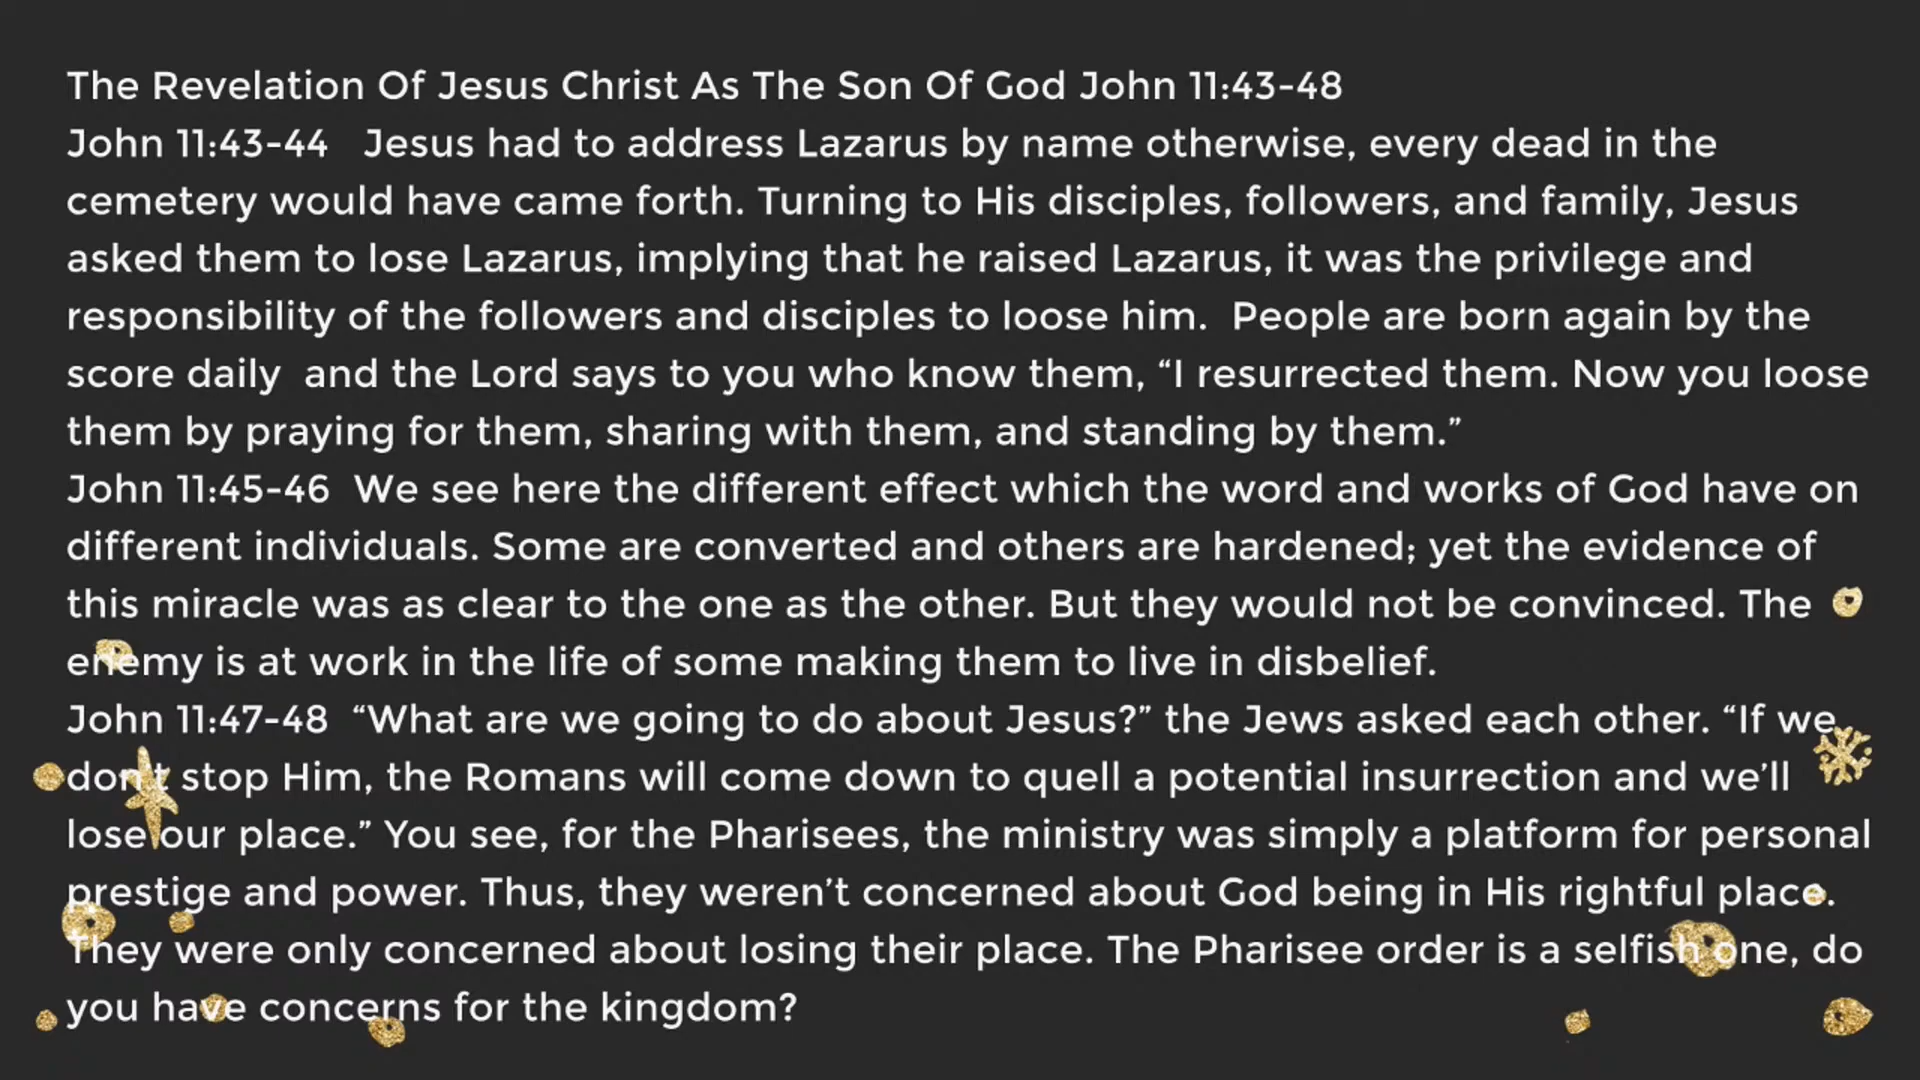 The Revelation Of Jesus Christ As The Son Of God John 11:43-48
John 11:43-44   Jesus had to address Lazarus by name otherwise, every dead in the
cemetery would have came forth. Turning to His disciples, followers, and family, Jesus
asked them to lose Lazarus, implying that he raised Lazarus, it was the privilege and
responsibility of the followers and disciples to loose him.  People are born again by the
score daily  and the Lord says to you who know them, “I resurrected them. Now you loose
them by praying for them, sharing with them, and standing by them.”
John 11:45-46  We see here the different effect which the word and works of God have on
different individuals. Some are converted and others are hardened; yet the evidence of
this miracle was as clear to the one as the other. But they would not be convinced. The
enemy is at work in the life of some making them to live in disbelief.
John 11:47-48  “What are we going to do about Jesus?” the Jews asked each other. “If we
don’t stop Him, the Romans will come down to quell a potential insurrection and we’ll
lose our place.” You see, for the Pharisees, the ministry was simply a platform for personal
prestige and power. Thus, they weren’t concerned about God being in His rightful place.
They were only concerned about losing their place. The Pharisee order is a selfish one, do
you have concerns for the kingdom?